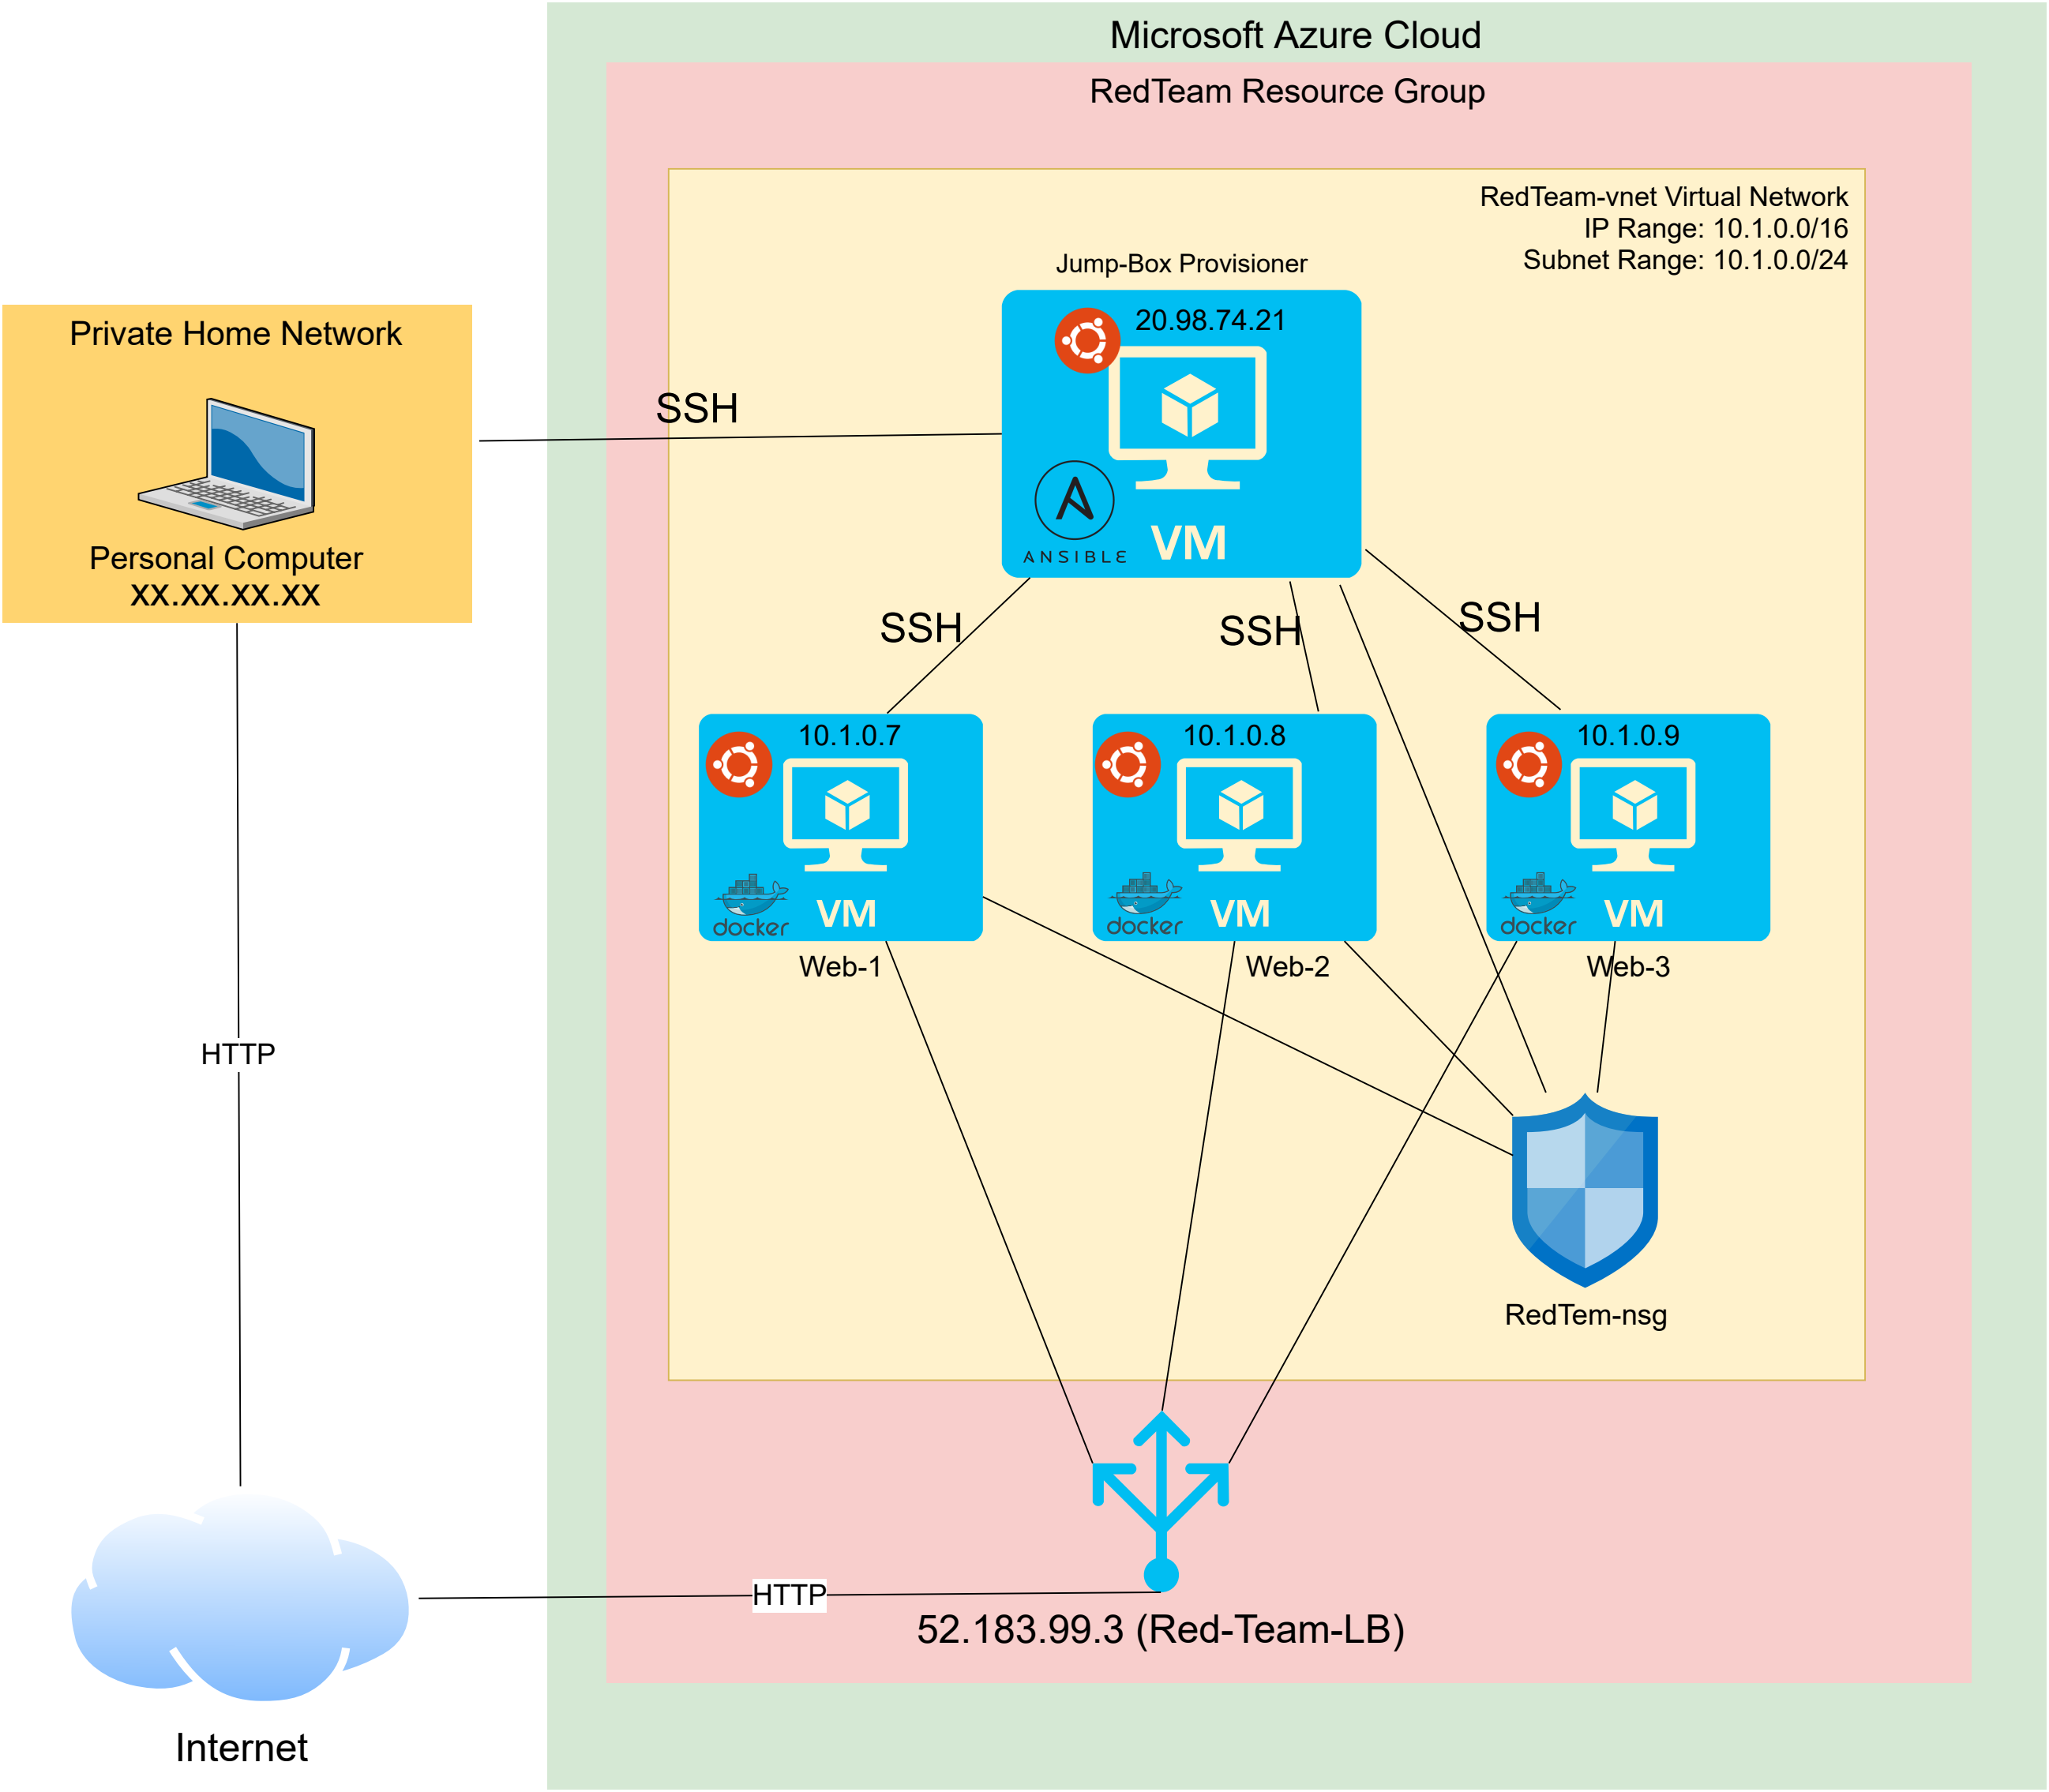 Microsoft Azure Cloud
RedTeam Resource Group
RedTeam-vnet Virtual Network
IP Range: 10.1.0.0/16
Subnet Range: 10.1.0.0/24
Jump-Box Provisioner
20.98.74.21
ANSIBLE
VM
Private Home Network
Personal Computer
XX.XX.XX.XX
SSH
SSH
SSH
SSH
10.1.0.7
docker
VM
Web-1
10.1.0.8
docker
VM
Web-2
10.1.0.9
docker
VM
Web-3
HTTP
RedTem-nsg
HTTP
52.183.99.3 (Red-Team-LB)
Internet